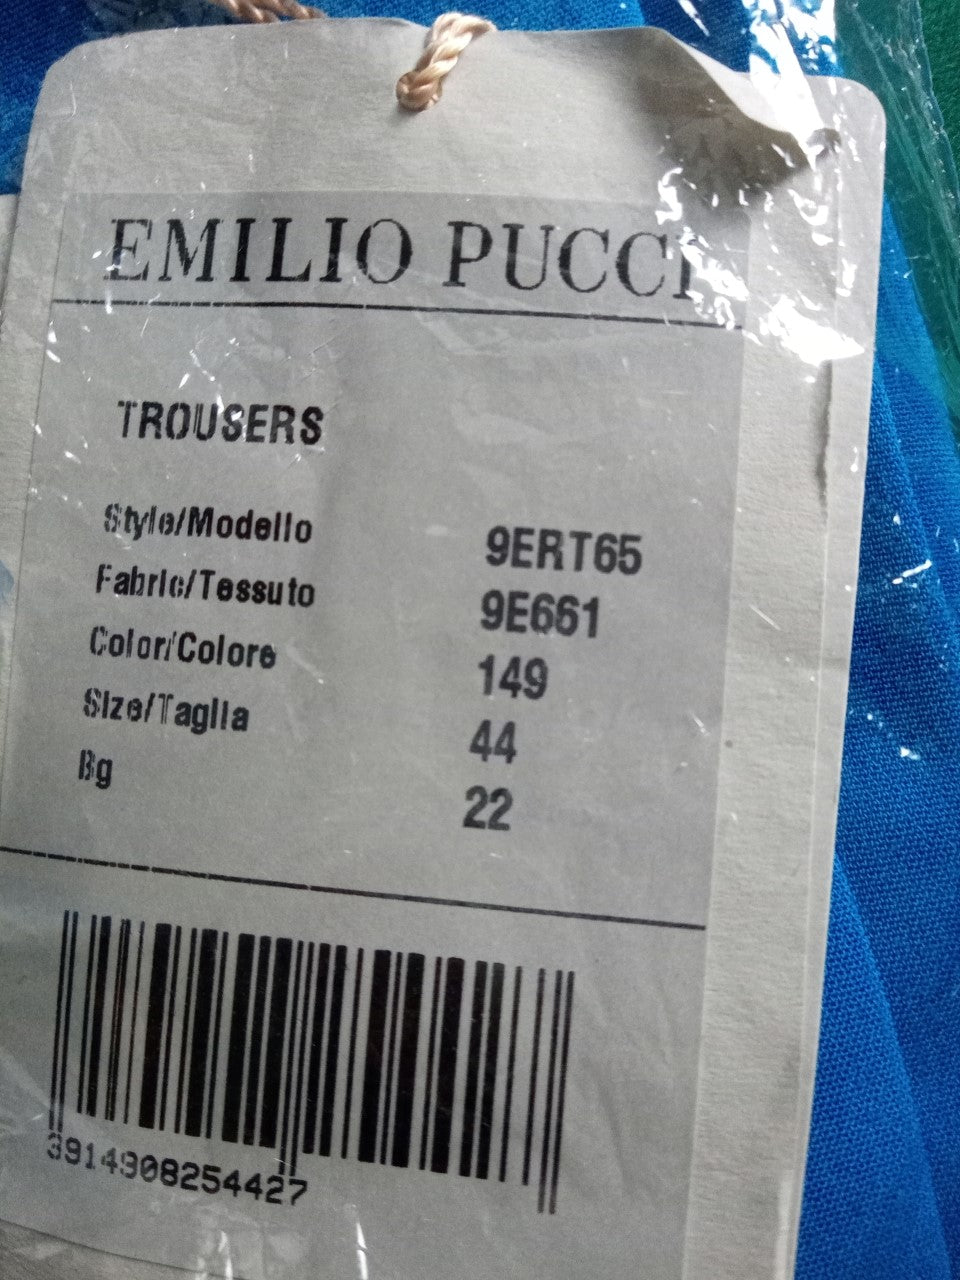 EMILIO PUCCI
TROUSERS
Style/Modello 9ERT65
Fabric/Tessuto 9E661
Color/Colore 149
Size/Taglia 44
Bg 22
3914908254427